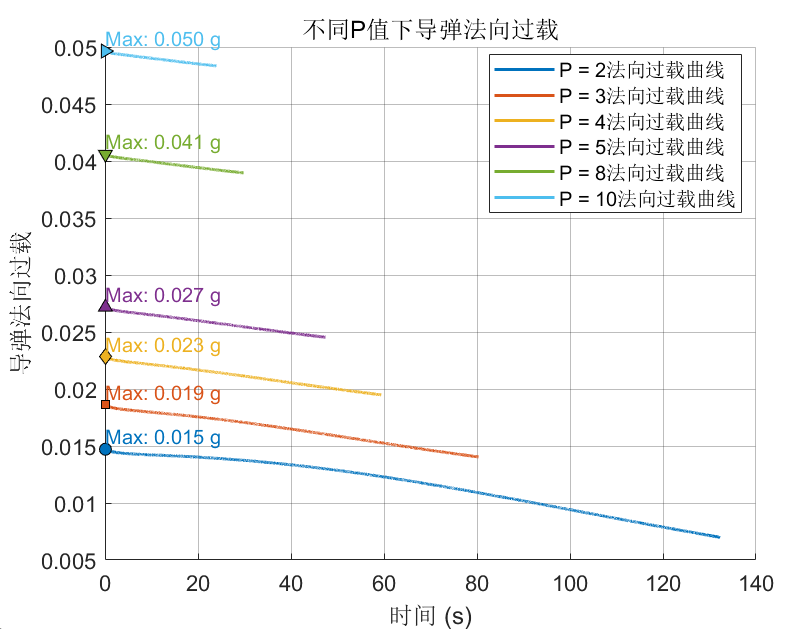 不同P值下导弹法向过载
Max: 0.050 g
Max: 0.041 g
Max: 0.027 g
Max: 0.023 g
Max: 0.019 g
Max: 0.015 g
P = 2法向过载曲线
P = 3法向过载曲线
P = 4法向过载曲线
P = 5法向过载曲线
P = 8法向过载曲线
P = 10法向过载曲线
导弹法向过载
0.05
0.045
0.04
0.035
0.03
0.025
0.02
0.015
0.01
0.005
0 20 40 60 80 100 120 140
时间 (s)